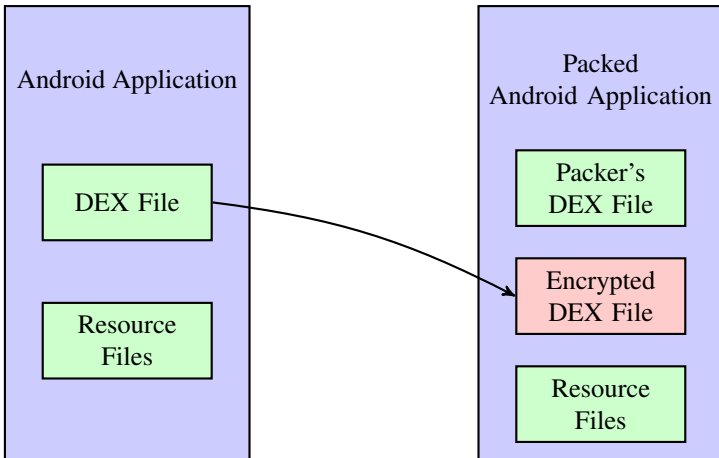 Android Application
DEX File
Resource
Files
Packed
Android Application
Packer's
DEX File
Encrypted
DEX File
Resource
Files